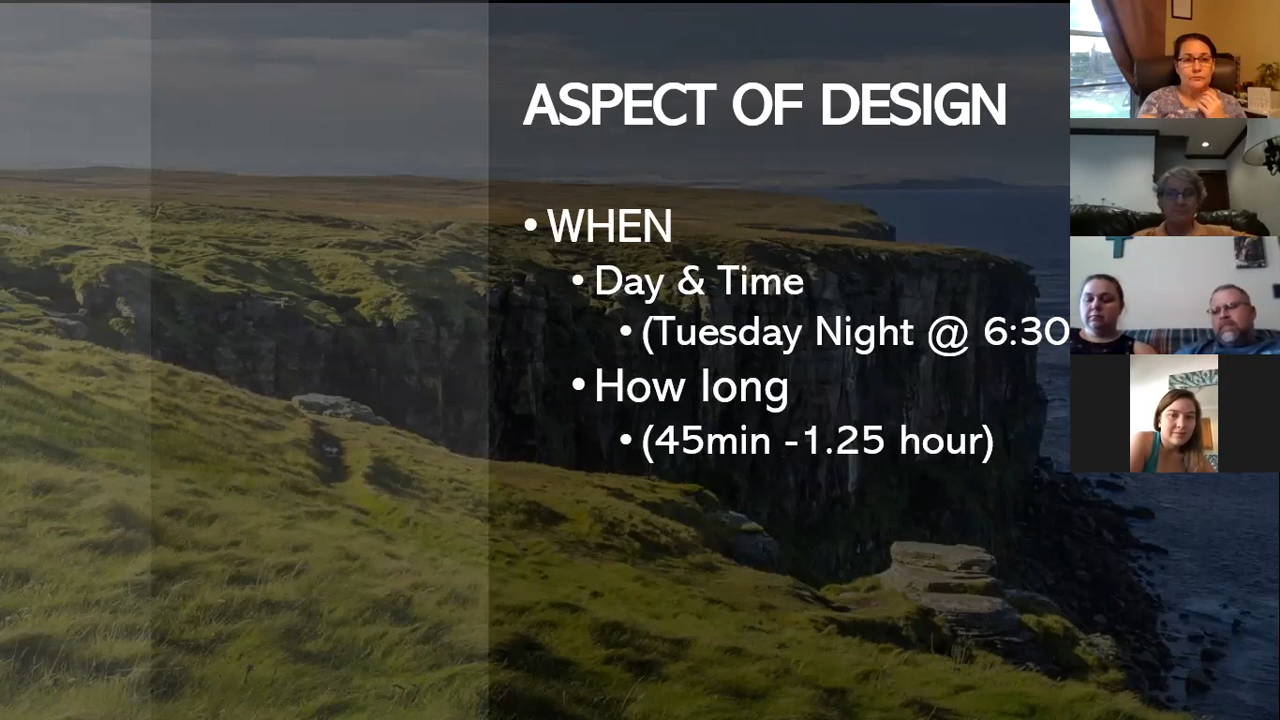 ASPECT OF DESIGN
• WHEN
• Day & Time
• (Tuesday Night @ 6:30
• How long
• (45min -1.25 hour)